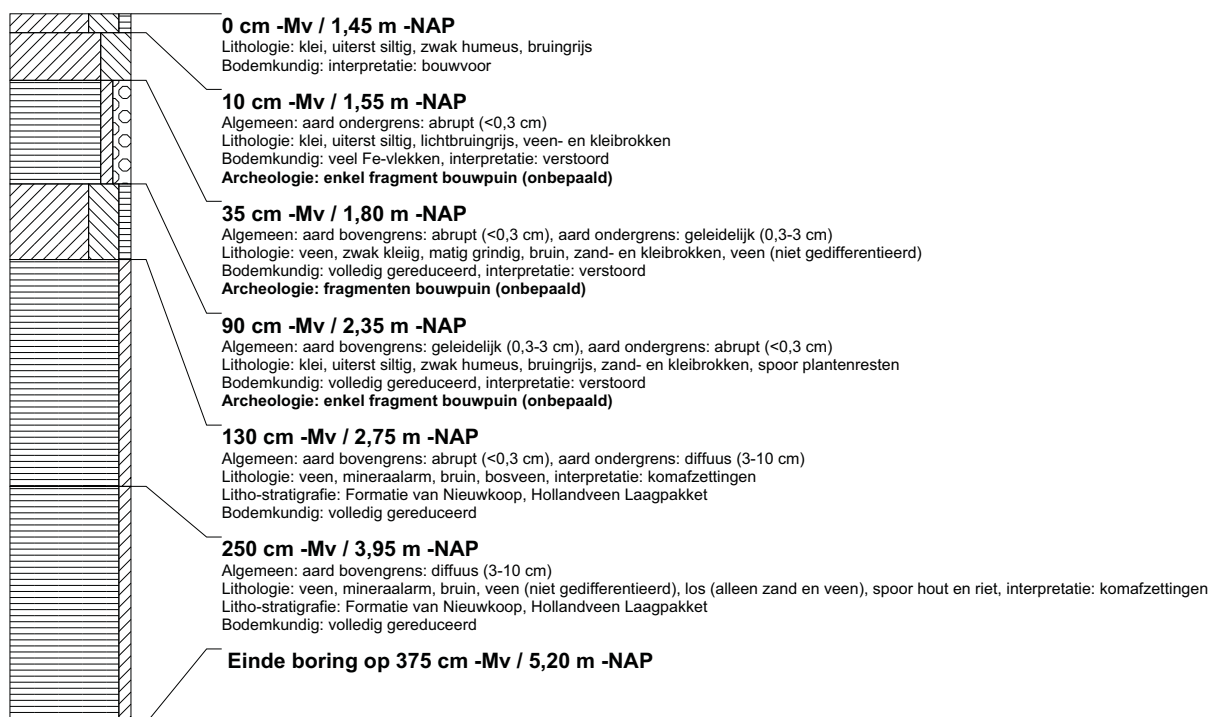 0 cm -Mv / 1,45 m -NAP
Lithologie: klei, uiterst siltig, zwak humeus, bruingrijs
Bodemkundig: interpretatie: bouwvoor
10 cm -Mv / 1,55 m -NAP
Algemeen: aard ondergrens: abrupt (<0,3 cm)
Lithologie: klei, uiterst siltig, lichtbruingrijs, veen- en kleibrokken
Bodemkundig: veel Fe-vlekken, interpretatie: verstoord
Archeologie: enkel fragment bouwpuin (onbepaald)
35 cm -Mv / 1,80 m -NAP
Algemeen: aard bovengrens: abrupt (<0,3 cm), aard ondergrens: geleidelijk (0,3-3 cm)
Lithologie: veen, zwak kleiig, matig grindig, bruin, zand- en kleibrokken, veen (niet gedifferentieerd)
Bodemkundig: volledig gereduceerd, interpretatie: verstoord
Archeologie: fragmenten bouwpuin (onbepaald)
90 cm -Mv / 2,35 m -NAP
Algemeen: aard bovengrens: geleidelijk (0,3-3 cm), aard ondergrens: abrupt (<0,3 cm)
Lithologie: klei, uiterst siltig, zwak humeus, bruingrijs, zand- en kleibrokken, spoor plantenresten
Bodemkundig: volledig gereduceerd, interpretatie: verstoord
Archeologie: enkel fragment bouwpuin (onbepaald)
130 cm -Mv / 2,75 m -NAP
Algemeen: aard bovengrens: abrupt (<0,3 cm), aard ondergrens: diffuus (3-10 cm)
Lithologie: veen, mineraalarm, bruin, bosveen, interpretatie: komafzettingen
Litho-stratigrafie: Formatie van Nieuwkoop, Hollandveen Laagpakket
Bodemkundig: volledig gereduceerd
250 cm -Mv / 3,95 m -NAP
Algemeen: aard bovengrens: diffuus (3-10 cm)
Lithologie: veen, mineraalarm, bruin, veen (niet gedifferentieerd), los (alleen zand en veen), spoor hout en riet, interpretatie: komafzettingen
Litho-stratigrafie: Formatie van Nieuwkoop, Hollandveen Laagpakket
Bodemkundig: volledig gereduceerd
Einde boring op 375 cm -Mv / 5,20 m -NAP